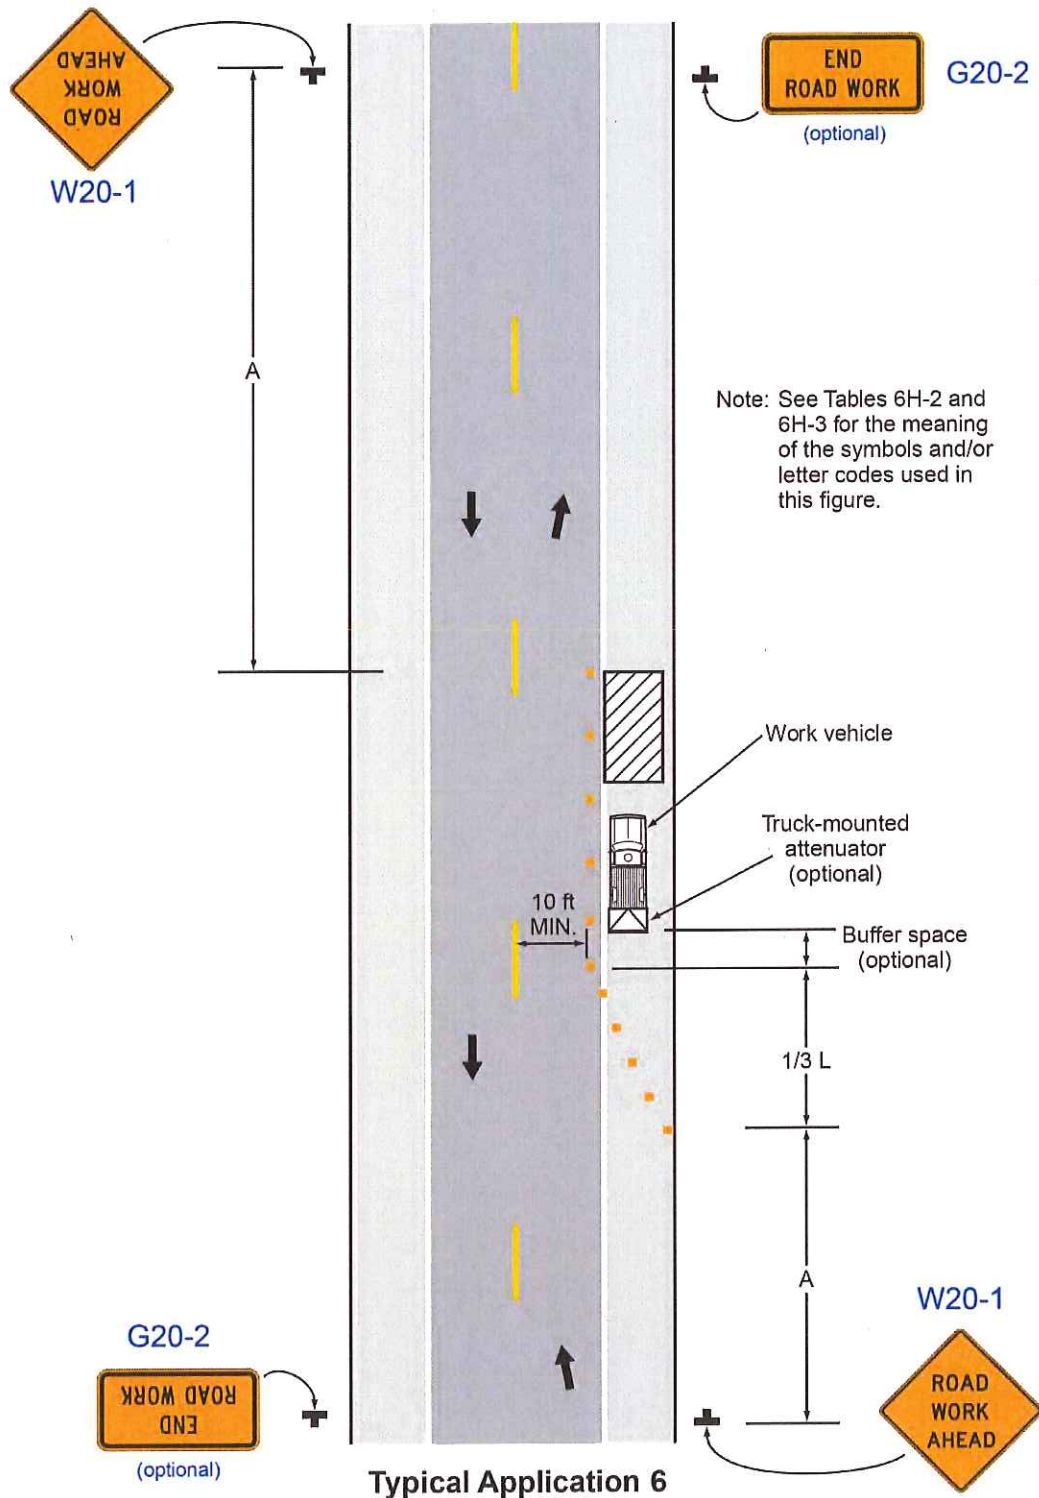 ROAD
WORK
AHEAD
W20-1
END
ROAD WORK
(optional)
G20-2
A
Note: See Tables 6H-2 and
6H-3 for the meaning
of the symbols and/or
letter codes used in
this figure.
Work vehicle
Truck-mounted
attenuator
(optional)
10 ft
MIN.
Buffer space
(optional)
1/3 L
A
W20-1
ROAD
WORK
AHEAD
G20-2
END
ROAD WORK
(optional)
Typical Application 6